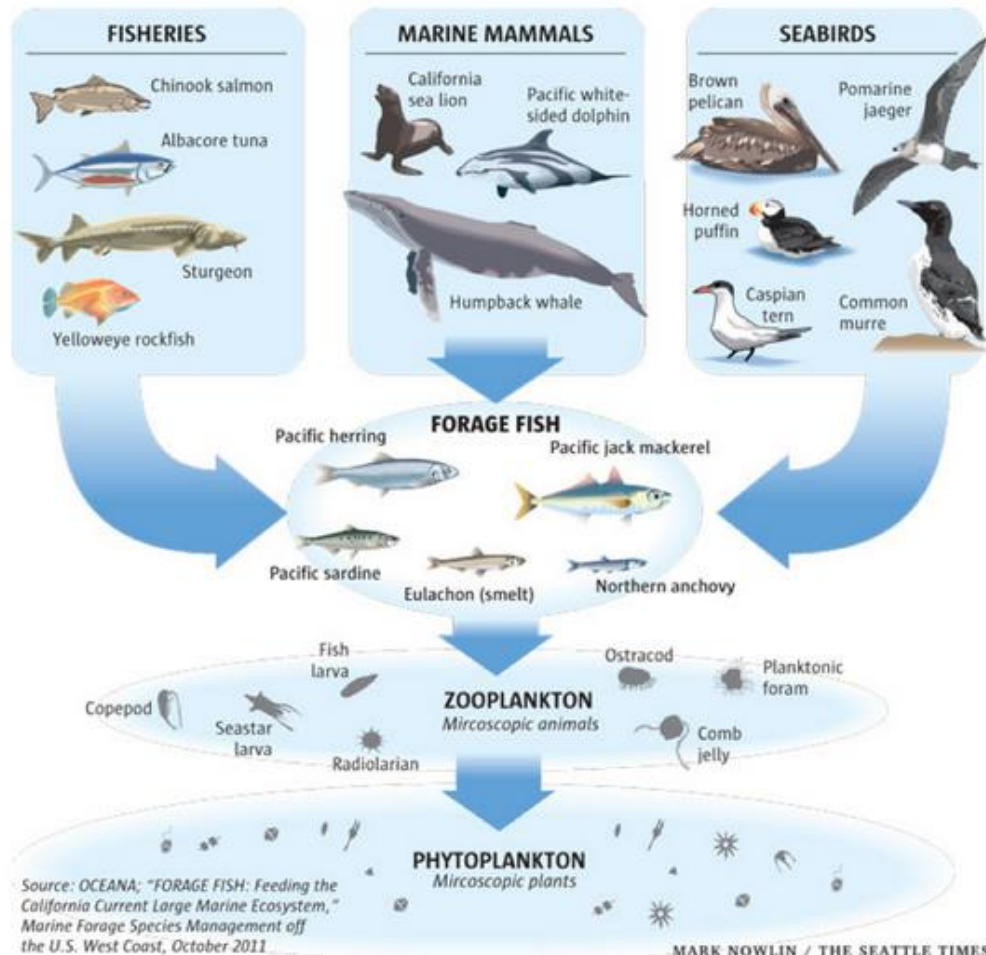 FISHERIES
Chinook salmon
Albacore tuna
Sturgeon
Yelloweye rockfish
MARINE MAMMALS
California
sea lion
Pacific white-
sided dolphin
Humpback whale
SEABIRDS
Brown
pelican
Pomarine
jaeger
Horned
puffin
Caspian
tern
Common
murre
FORAGE FISH
Pacific herring
Pacific jack mackerel
Pacific sardine
Eulachon (smelt)
Northern anchovy
Fish
larva
Ostracod
Planktonic
foram
Copepod
Seastar
larva
ZOOPLANKTON
Mircoscopic animals
Radiolarian
Comb
jelly
PHYTOPLANKTON
Mircoscopic plants
Source: OCEANA; "FORAGE FISH: Feeding the
California Current Large Marine Ecosystem,"
Marine Forage Species Management off
the U.S. West Coast, October 2011
MARK NOWLIN / THE SEATTLE TIMES